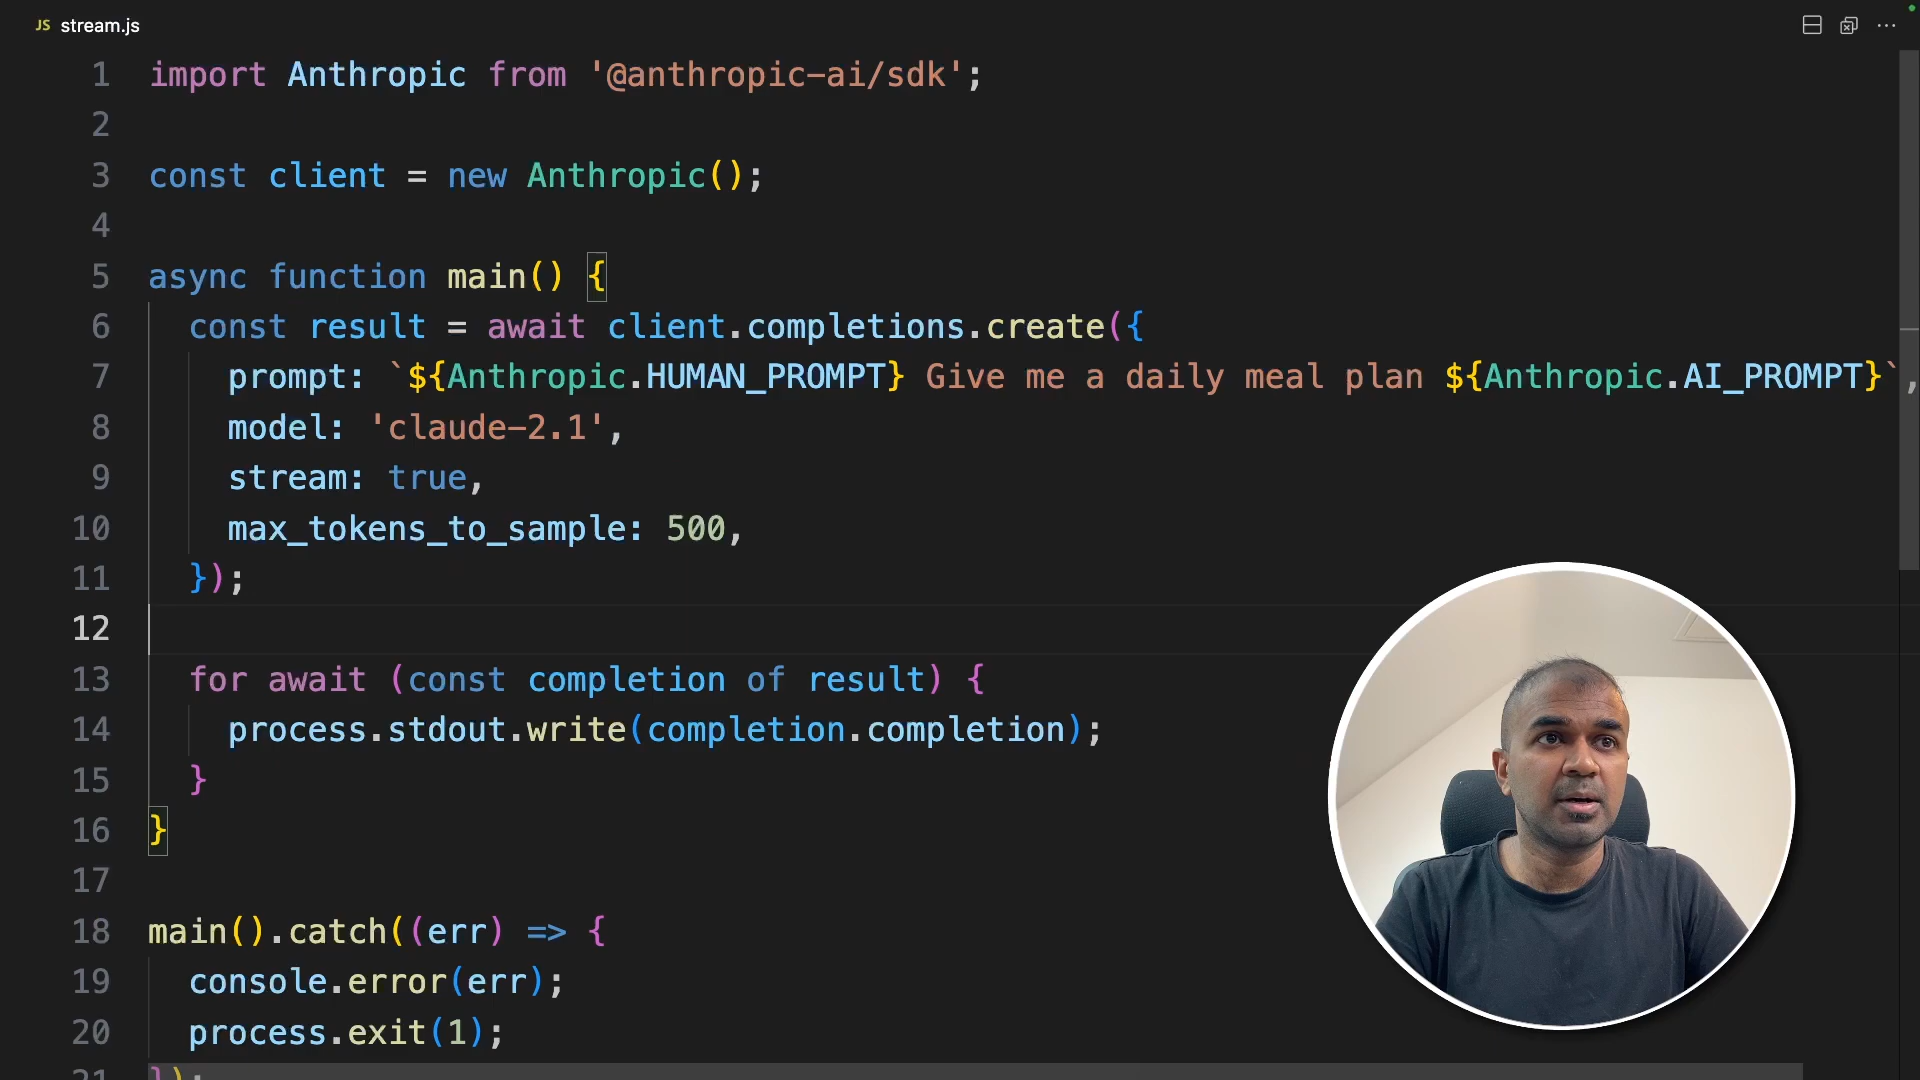 JS stream.js
1 import Anthropic from '@anthropic-ai/sdk';
2
3 const client = new Anthropic();
4
5 async function main() {
6 const result = await client.completions.create({
7 prompt: `${Anthropic.HUMAN_PROMPT} Give me a daily meal plan ${Anthropic.AI_PROMPT}`,
8 model: 'claude-2.1',
9 stream: true,
10 max_tokens_to_sample: 500,
11 });
12
13 for await (const completion of result) {
14 process.stdout.write(completion.completion);
15 }
16 }
17
18 main().catch((err) => {
19 console.error(err);
20 process.exit(1);
21 });